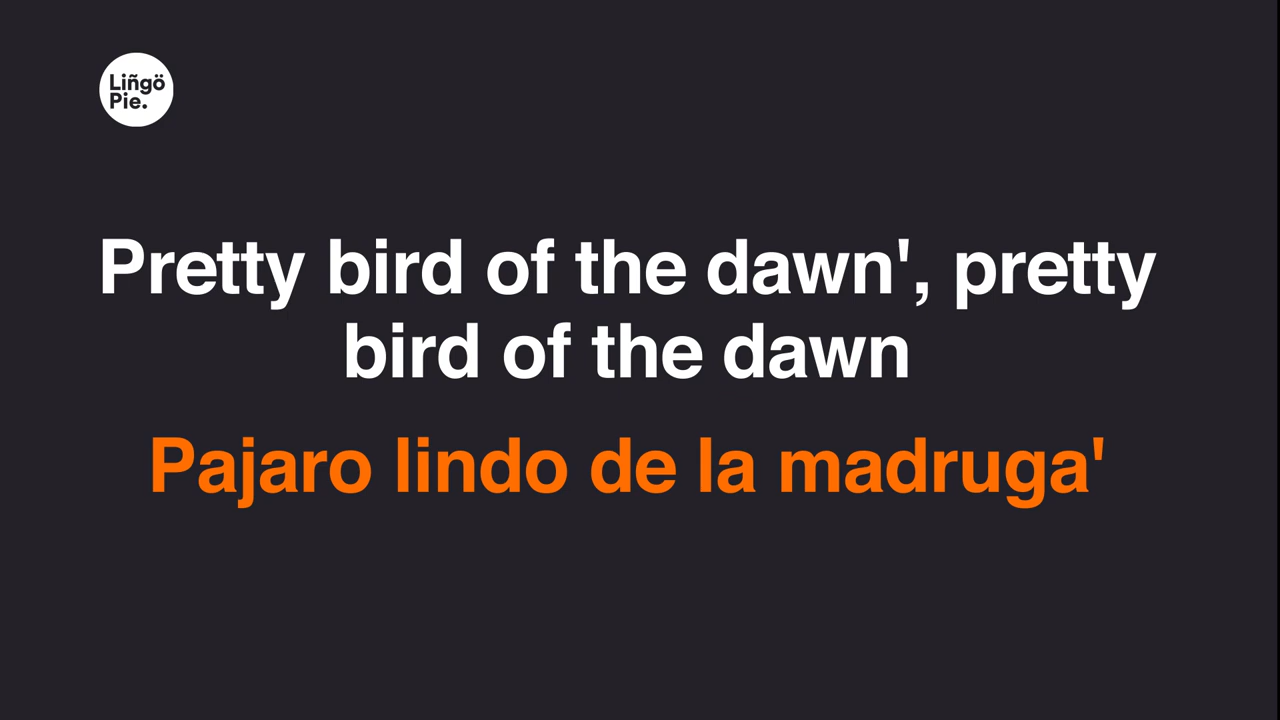 Liñgö
Pie.
Pretty bird of the dawn', pretty
bird of the dawn
Pajaro lindo de la madruga'